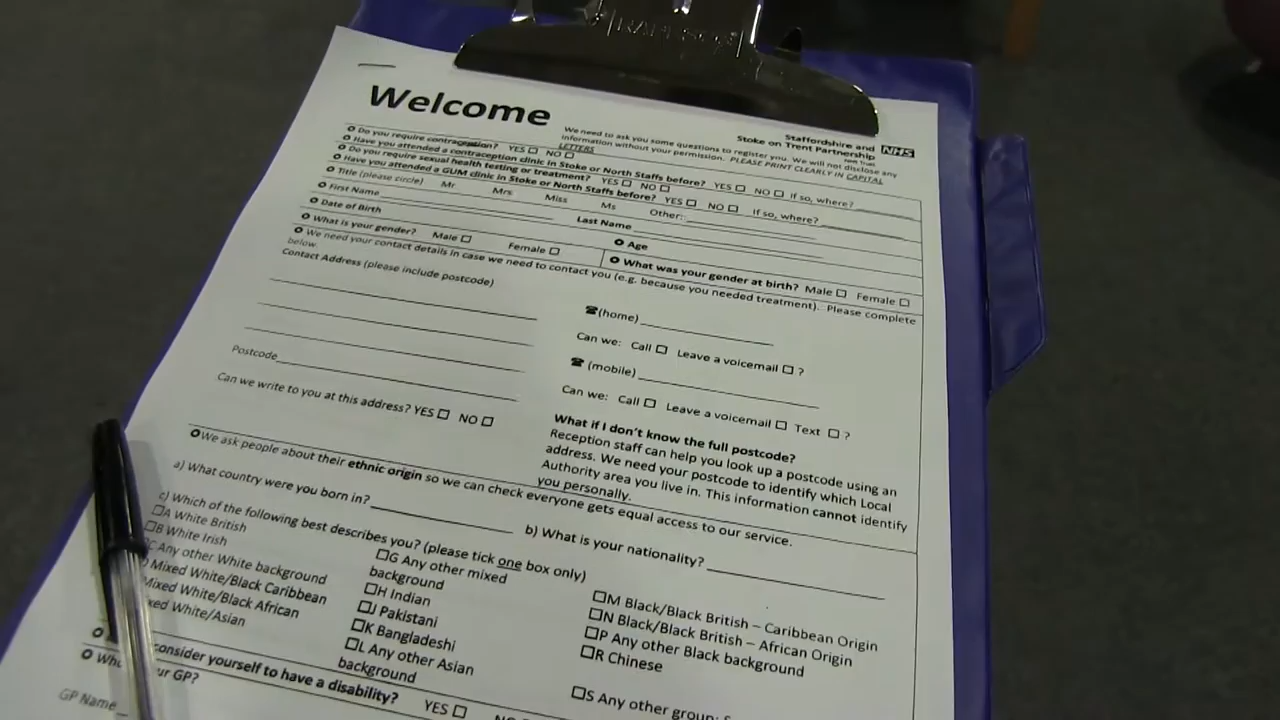 RAPESCO
Welcome
We need to ask you some questions to register you. We will not disclose any
information without your permission. PLEASE PRINT CLEARLY IN CAPITAL
LETTERS
Staffordshire and
Stoke on Trent Partnership
NHS
NHS Trust
Do you require contraception? YES NO
Have you attended a contraception clinic in Stoke or North Staffs before? YES NO If so, where?
Do you require sexual health testing or treatment? YES NO
Have you attended a GUM clinic in Stoke or North Staffs before? YES NO If so, where?
Title (please circle) Mr Mrs Miss Ms Other:
First Name Last Name
Date of Birth Age
What is your gender? Male Female What was your gender at birth? Male Female
We need your contact details in case we need to contact you (e.g. because you needed treatment). Please complete
below.
Contact Address (please include postcode)
Postcode
Can we write to you at this address? YES NO
☎(home)
Can we: Call Leave a voicemail ?
☎ (mobile)
Can we: Call Leave a voicemail Text ?
What if I don't know the full postcode?
Reception staff can help you look up a postcode using an
address. We need your postcode to identify which Local
Authority area you live in. This information cannot identify
you personally.
We ask people about their ethnic origin so we can check everyone gets equal access to our service.
a) What country were you born in? b) What is your nationality?
c) Which of the following best describes you? (please tick one box only)
A White British
B White Irish
C Any other White background
Mixed White/Black Caribbean
Mixed White/Black African
White/Asian
G Any other mixed
background
H Indian
J Pakistani
K Bangladeshi
L Any other Asian
background
M Black/Black British – Caribbean Origin
N Black/Black British – African Origin
P Any other Black background
R Chinese
S Any other group:
consider yourself to have a disability? YES
GP?
GP Name